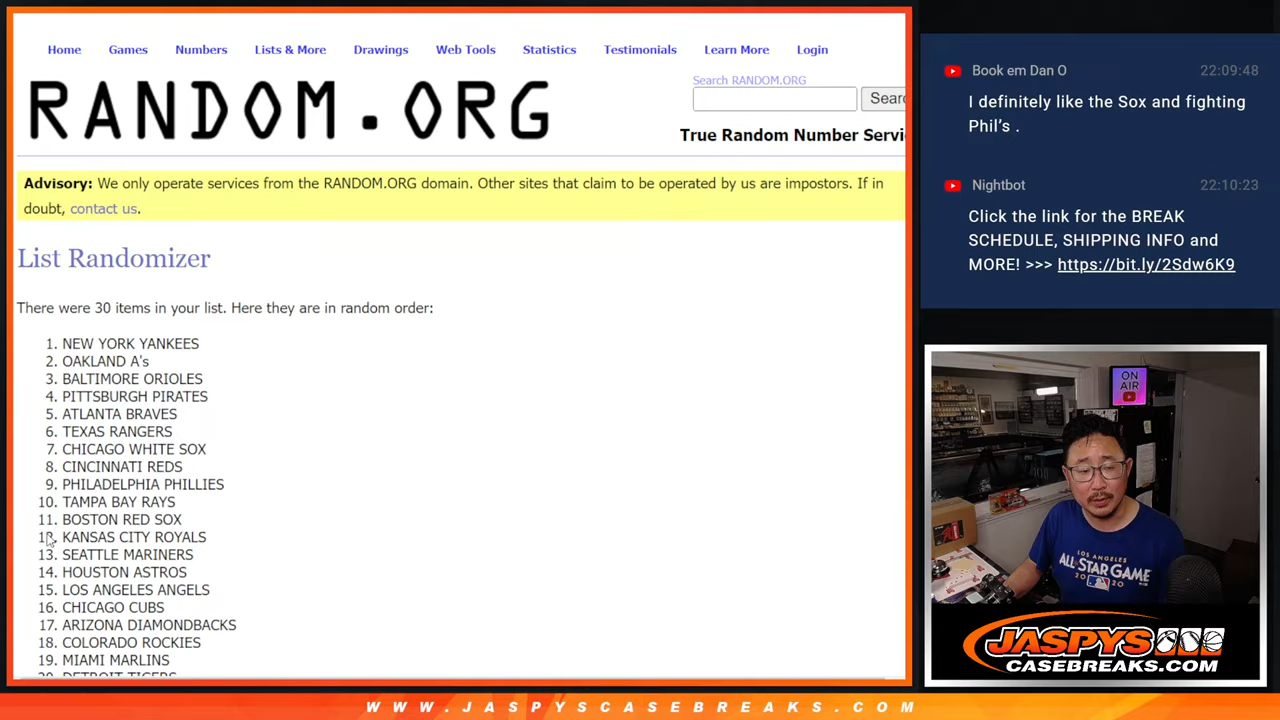 Home Games Numbers Lists & More Drawings Web Tools Statistics Testimonials Learn More Login
RANDOM.ORG
Search RANDOM.ORG
Searc
True Random Number Servi
Advisory: We only operate services from the RANDOM.ORG domain. Other sites that claim to be operated by us are impostors. If in
doubt, contact us.
List Randomizer
There were 30 items in your list. Here they are in random order:
1. NEW YORK YANKEES
2. OAKLAND A's
3. BALTIMORE ORIOLES
4. PITTSBURGH PIRATES
5. ATLANTA BRAVES
6. TEXAS RANGERS
7. CHICAGO WHITE SOX
8. CINCINNATI REDS
9. PHILADELPHIA PHILLIES
10. TAMPA BAY RAYS
11. BOSTON RED SOX
12. KANSAS CITY ROYALS
13. SEATTLE MARINERS
14. HOUSTON ASTROS
15. LOS ANGELES ANGELS
16. CHICAGO CUBS
17. ARIZONA DIAMONDBACKS
18. COLORADO ROCKIES
19. MIAMI MARLINS
20. DETROIT TIGERS
Book em Dan O 22:09:48
I definitely like the Sox and fighting
Phil’s .
Nightbot 22:10:23
Click the link for the BREAK
SCHEDULE, SHIPPING INFO and
MORE! >>> https://bit.ly/2Sdw6K9
ON
AIR
LOS ANGELES
ALL-STAR GAME
2020
JASPYS
CASEBREAKS.COM
WWW.JASPYSCASEBREAKS.COM